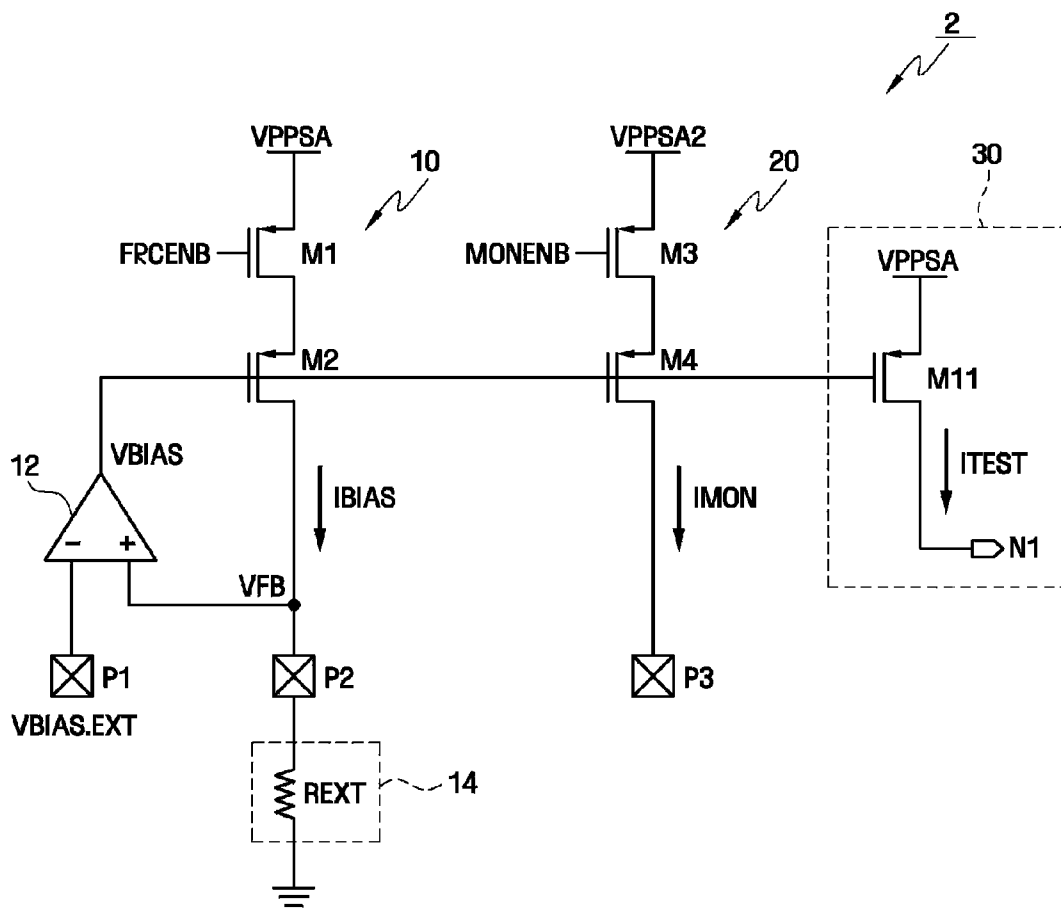 2
VPPSA
10
VPPSA2
20
30
FRCENB
M1
MONENB
M3
VPPSA
M2
M4
M11
12
VBIAS
IBIAS
IMON
ITEST
- +
N1
VFB
P1
P2
P3
VBIAS.EXT
REXT
14